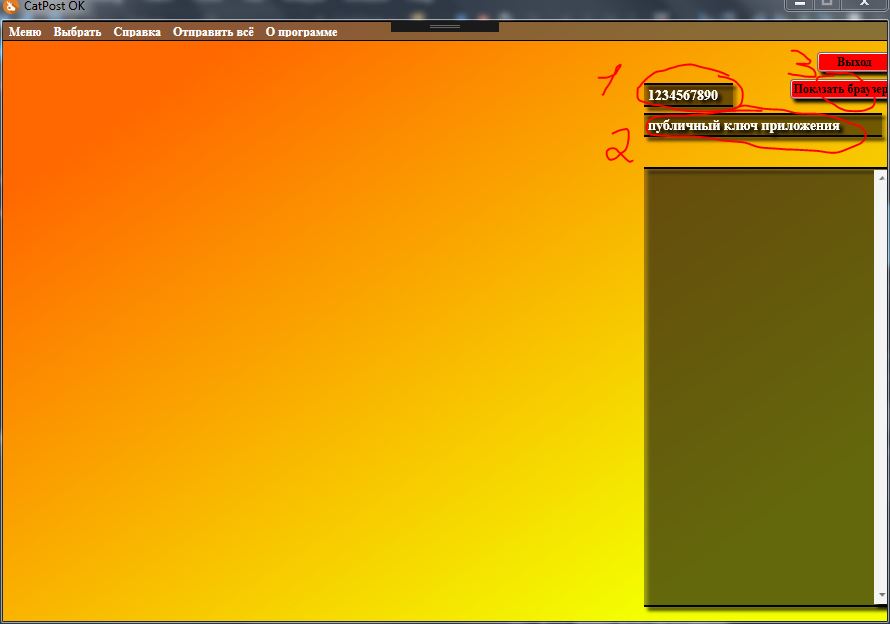 CatPost OK
Меню Выбрать Справка Отправить всё О программе
3 Выход
1 1234567890 Показать браузер
2 публичный ключ приложения